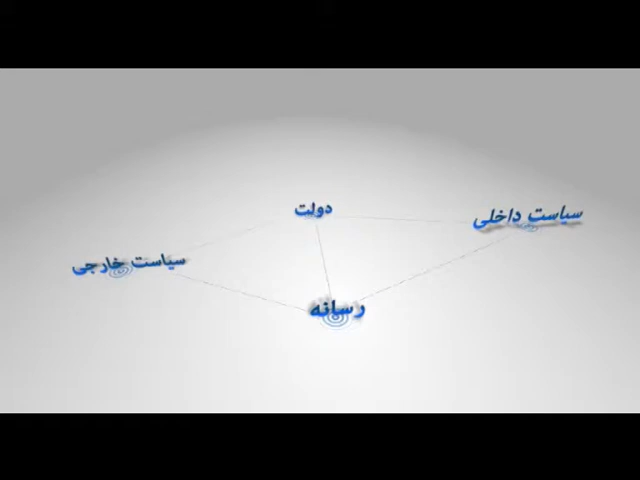 دولت
سیاست داخلی
سیاست خارجی
رسانه